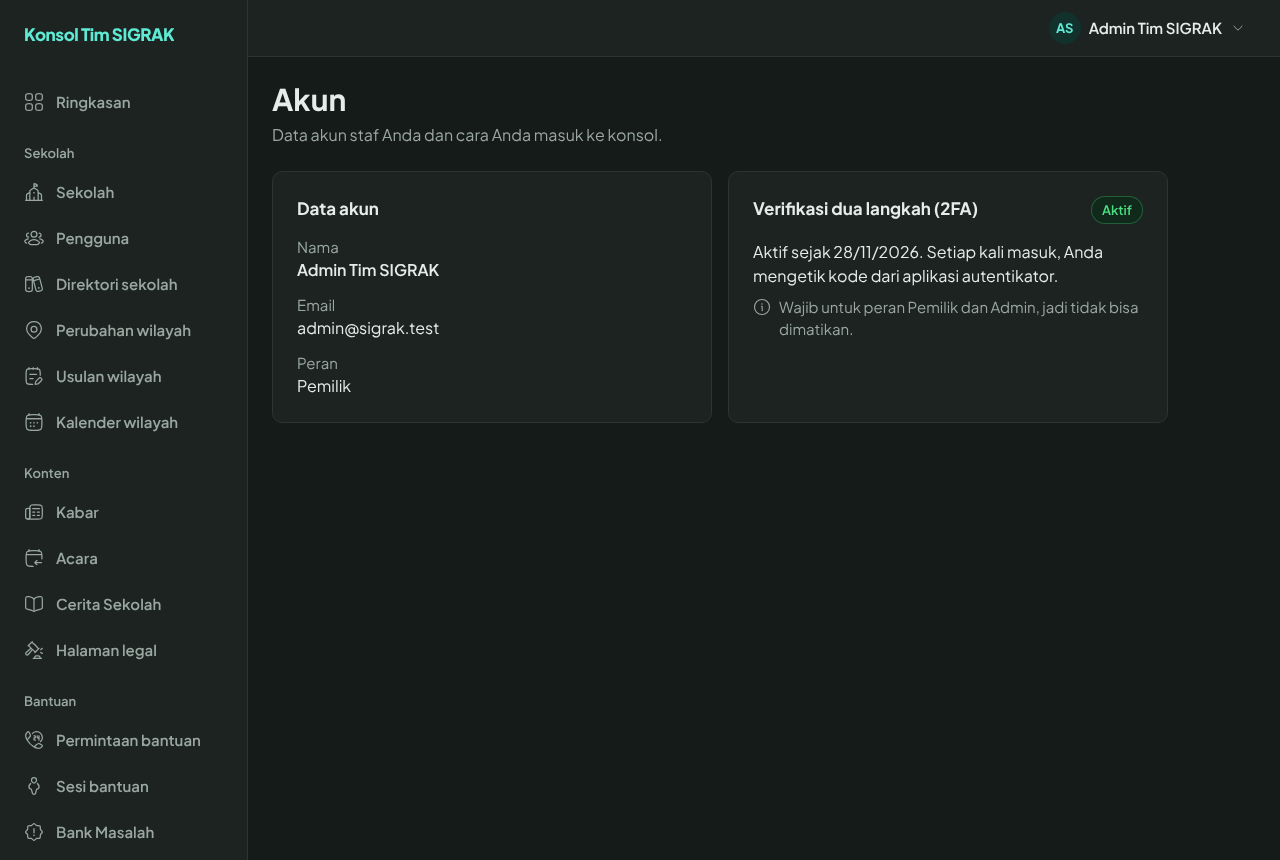 Konsol Tim SIGRAK
AS Admin Tim SIGRAK
Ringkasan
Sekolah
Sekolah
Pengguna
Direktori sekolah
Perubahan wilayah
Usulan wilayah
Kalender wilayah
Konten
Kabar
Acara
Cerita Sekolah
Halaman legal
Bantuan
Permintaan bantuan
Sesi bantuan
Bank Masalah
Akun
Data akun staf Anda dan cara Anda masuk ke konsol.
Data akun
Nama
Admin Tim SIGRAK
Email
admin@sigrak.test
Peran
Pemilik
Verifikasi dua langkah (2FA)
Aktif
Aktif sejak 28/11/2026. Setiap kali masuk, Anda
mengetik kode dari aplikasi autentikator.
Wajib untuk peran Pemilik dan Admin, jadi tidak bisa
dimatikan.